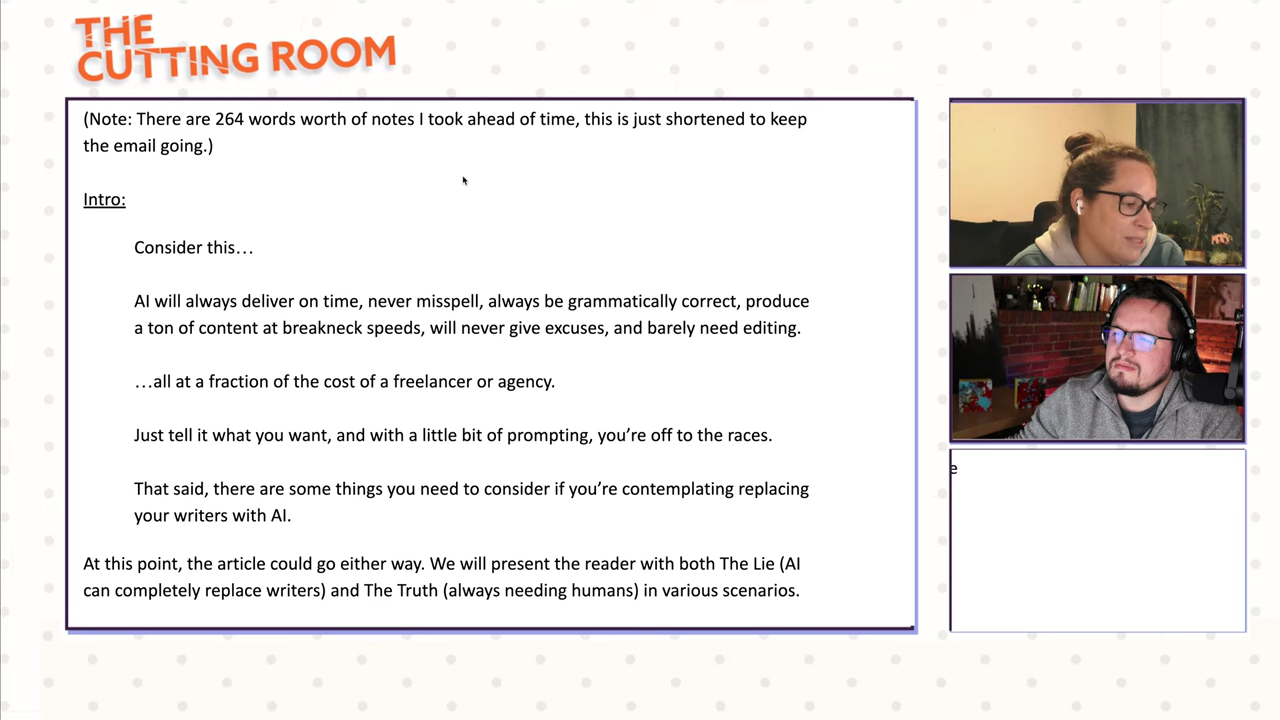 THE
CUTTING ROOM
(Note: There are 264 words worth of notes I took ahead of time, this is just shortened to keep
the email going.)
Intro:
Consider this…
AI will always deliver on time, never misspell, always be grammatically correct, produce
a ton of content at breakneck speeds, will never give excuses, and barely need editing.
…all at a fraction of the cost of a freelancer or agency.
Just tell it what you want, and with a little bit of prompting, you’re off to the races.
That said, there are some things you need to consider if you’re contemplating replacing
your writers with AI.
At this point, the article could go either way. We will present the reader with both The Lie (AI
can completely replace writers) and The Truth (always needing humans) in various scenarios.
e